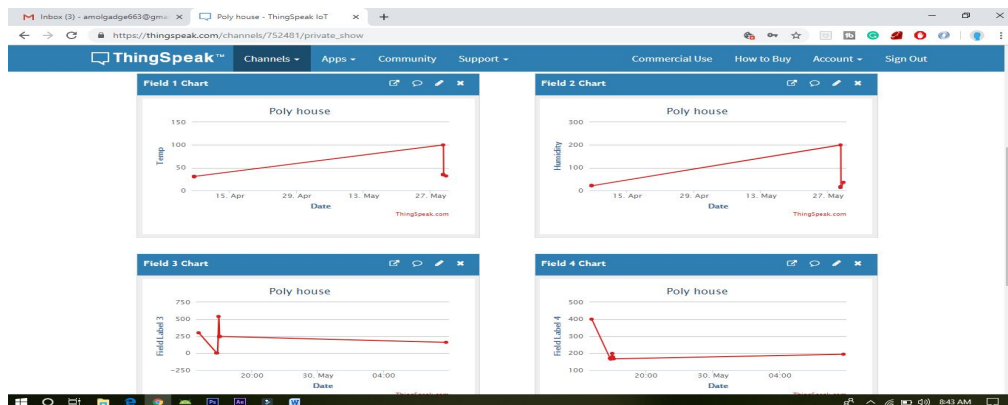 Inbox (3) - amolgadge663@gma
Poly house - ThingSpeak IoT
https://thingspeak.com/channels/752481/private_show
ThingSpeak™ Channels Apps Community Support Commercial Use How to Buy Account Sign Out
Field 1 Chart
Poly house
150
100
50
0
Temp
15. Apr 29. Apr 13. May 27. May
Date
ThingSpeak.com
Field 2 Chart
Poly house
300
200
100
0
Humidity
15. Apr 29. Apr 13. May 27. May
Date
ThingSpeak.com
Field 3 Chart
Poly house
750
500
250
0
-250
Field Label 3
20:00 30. May 04:00
Date
Field 4 Chart
Poly house
500
400
300
200
100
Field Label 4
20:00 30. May 04:00
Date
Ps Ae W
8:43 AM